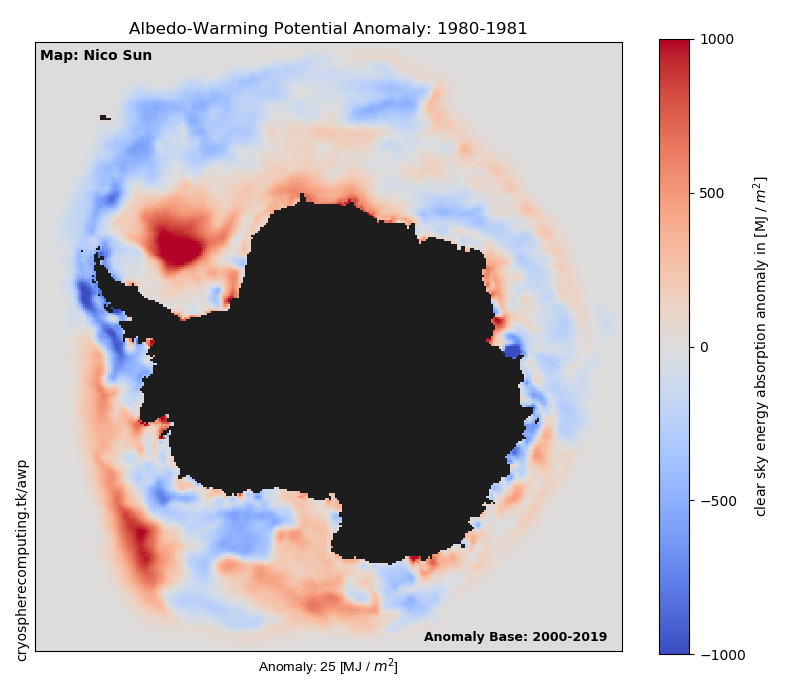 Albedo-Warming Potential Anomaly: 1980-1981
Map: Nico Sun
cryospherecomputing.tk/awp
Anomaly Base: 2000-2019
Anomaly: 25 [MJ / m²]
1000
500
0
−500
−1000
clear sky energy absorption anomaly in [MJ / m²]